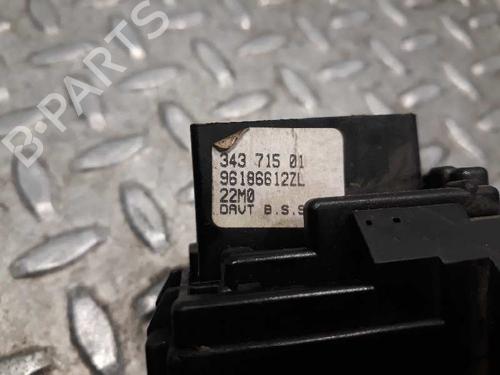 B-PARTS
343 715 01
96186612ZL
22M0
DAVT B.S.S